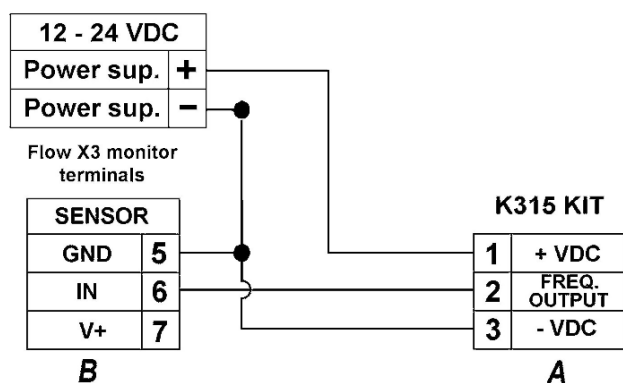 12 - 24 VDC
Power sup. +
Power sup. −
Flow X3 monitor
terminals
SENSOR
GND 5
IN 6
V+ 7
B
K315 KIT
1 + VDC
2 FREQ.
OUTPUT
3 - VDC
A